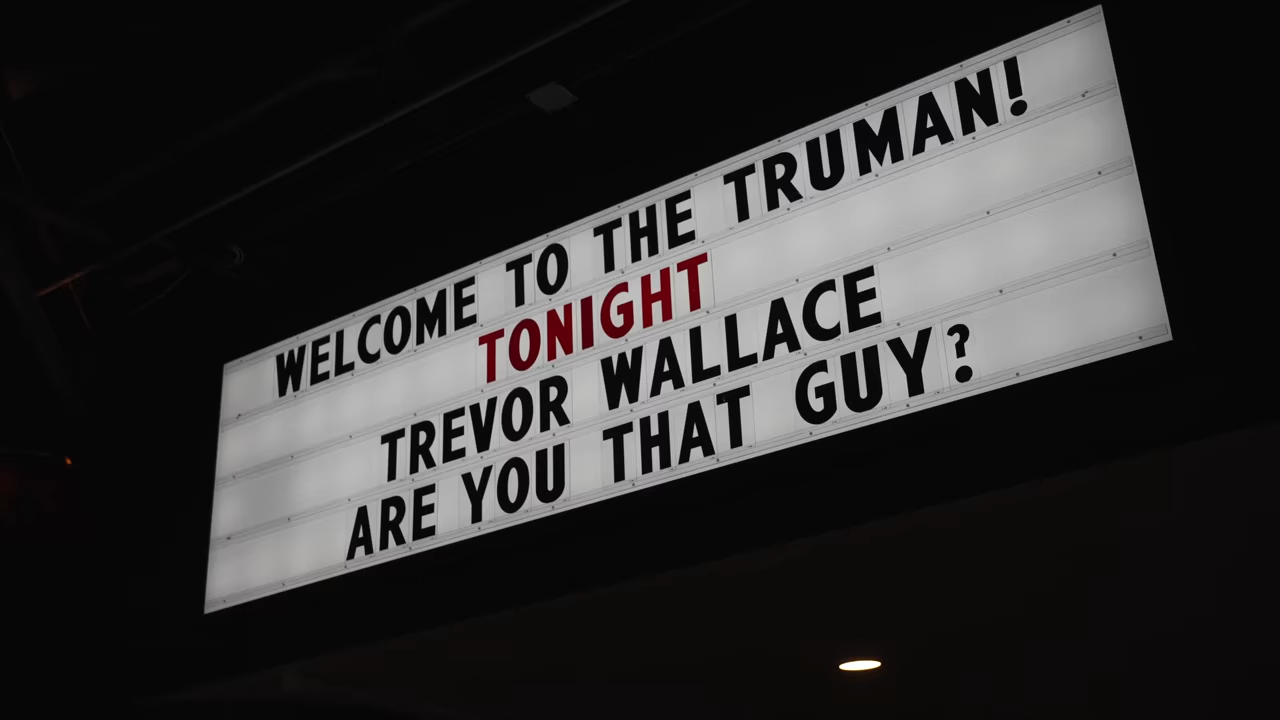 WELCOME TO THE TRUMAN!
TONIGHT
TREVOR WALLACE
ARE YOU THAT GUY?